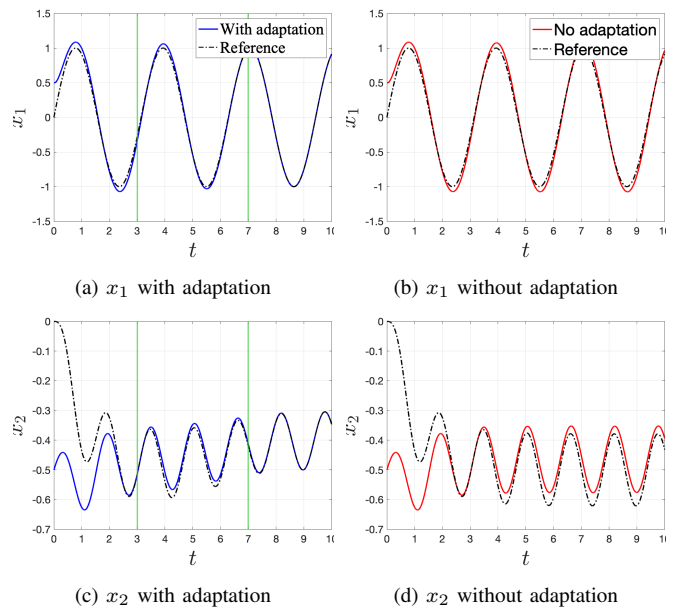 1.5
1
0.5
0
-0.5
-1
-1.5
x1
0 1 2 3 4 5 6 7 8 9 10
t
With adaptation
Reference
(a) x1 with adaptation
1.5
1
0.5
0
-0.5
-1
-1.5
x1
0 1 2 3 4 5 6 7 8 9 10
t
No adaptation
Reference
(b) x1 without adaptation
0
-0.1
-0.2
-0.3
-0.4
-0.5
-0.6
-0.7
x2
0 1 2 3 4 5 6 7 8 9 10
t
(c) x2 with adaptation
0
-0.1
-0.2
-0.3
-0.4
-0.5
-0.6
-0.7
x2
0 1 2 3 4 5 6 7 8 9 10
t
(d) x2 without adaptation